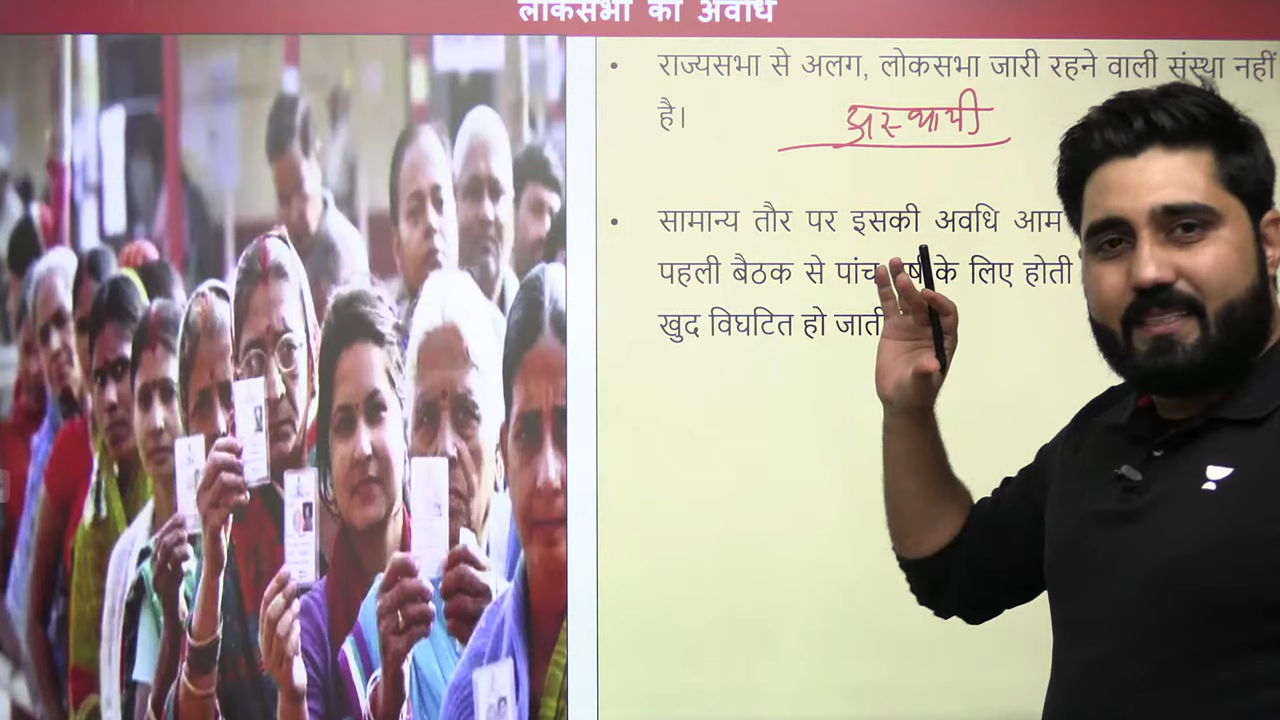 लोकसभा की अवधि
• राज्यसभा से अलग, लोकसभा जारी रहने वाली संस्था नहीं
है।
अस्थायी
• सामान्य तौर पर इसकी अवधि आम
पहली बैठक से पांच के लिए होती
खुद विघटित हो जाती